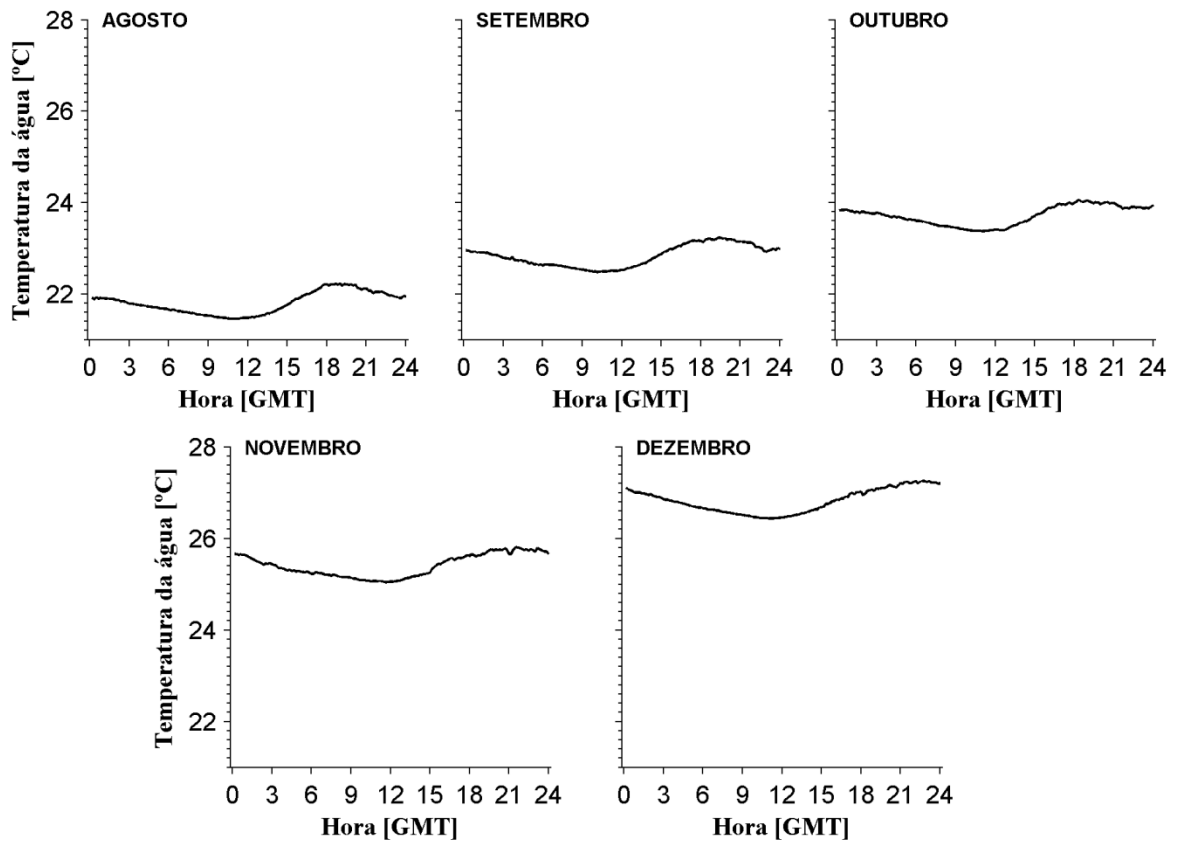 AGOSTO
28
26
24
22
Temperatura da água [ºC]
0 3 6 9 12 15 18 21 24
Hora [GMT]
SETEMBRO
0 3 6 9 12 15 18 21 24
Hora [GMT]
OUTUBRO
0 3 6 9 12 15 18 21 24
Hora [GMT]
NOVEMBRO
28
26
24
22
Temperatura da água [ºC]
0 3 6 9 12 15 18 21 24
Hora [GMT]
DEZEMBRO
0 3 6 9 12 15 18 21 24
Hora [GMT]